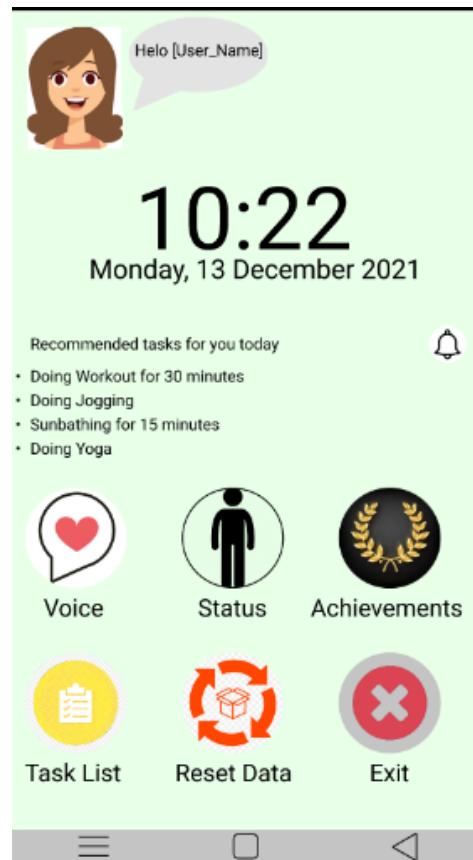 Helo [User_Name]
10:22
Monday, 13 December 2021
Recommended tasks for you today
• Doing Workout for 30 minutes
• Doing Jogging
• Sunbathing for 15 minutes
• Doing Yoga
Voice Status Achievements
Task List Reset Data Exit